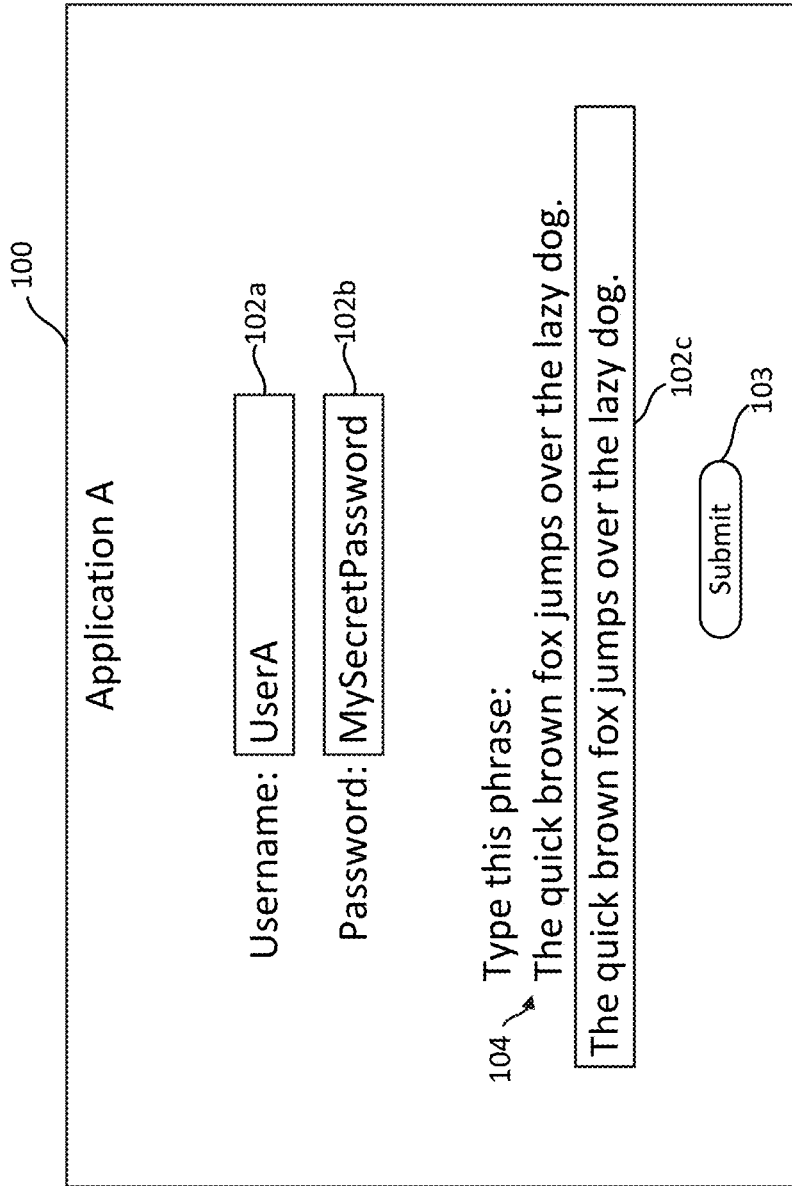 100
Application A
Username: UserA 102a
Password: MySecretPassword 102b
Type this phrase:
104 The quick brown fox jumps over the lazy dog.
The quick brown fox jumps over the lazy dog.
102c
Submit 103